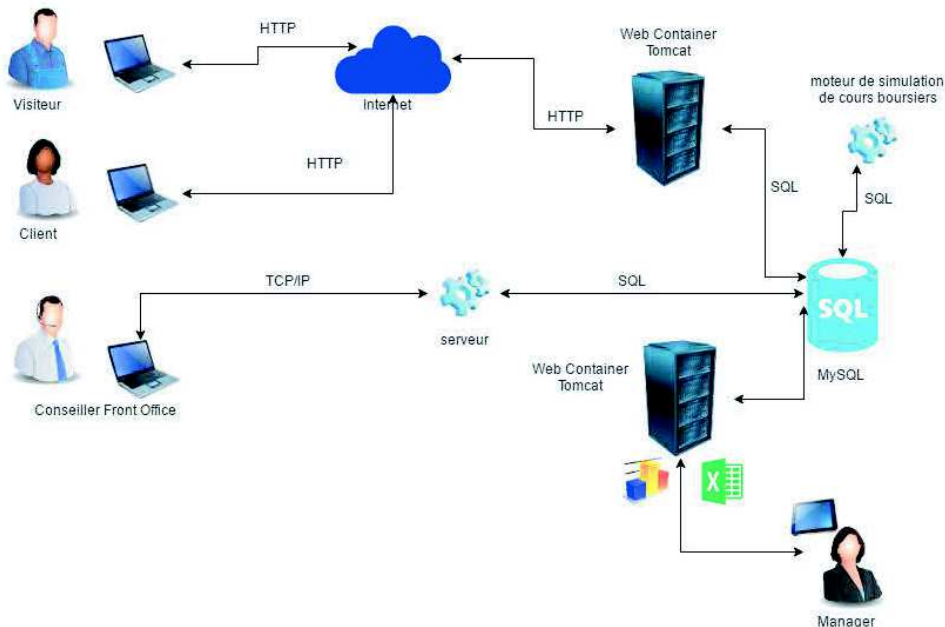 HTTP
Visiteur
Internet
HTTP
Client
HTTP
Web Container
Tomcat
moteur de simulation
de cours boursiers
SQL
SQL
TCP/IP
serveur
SQL
SQL
MySQL
Conseiller Front Office
Web Container
Tomcat
X
Manager